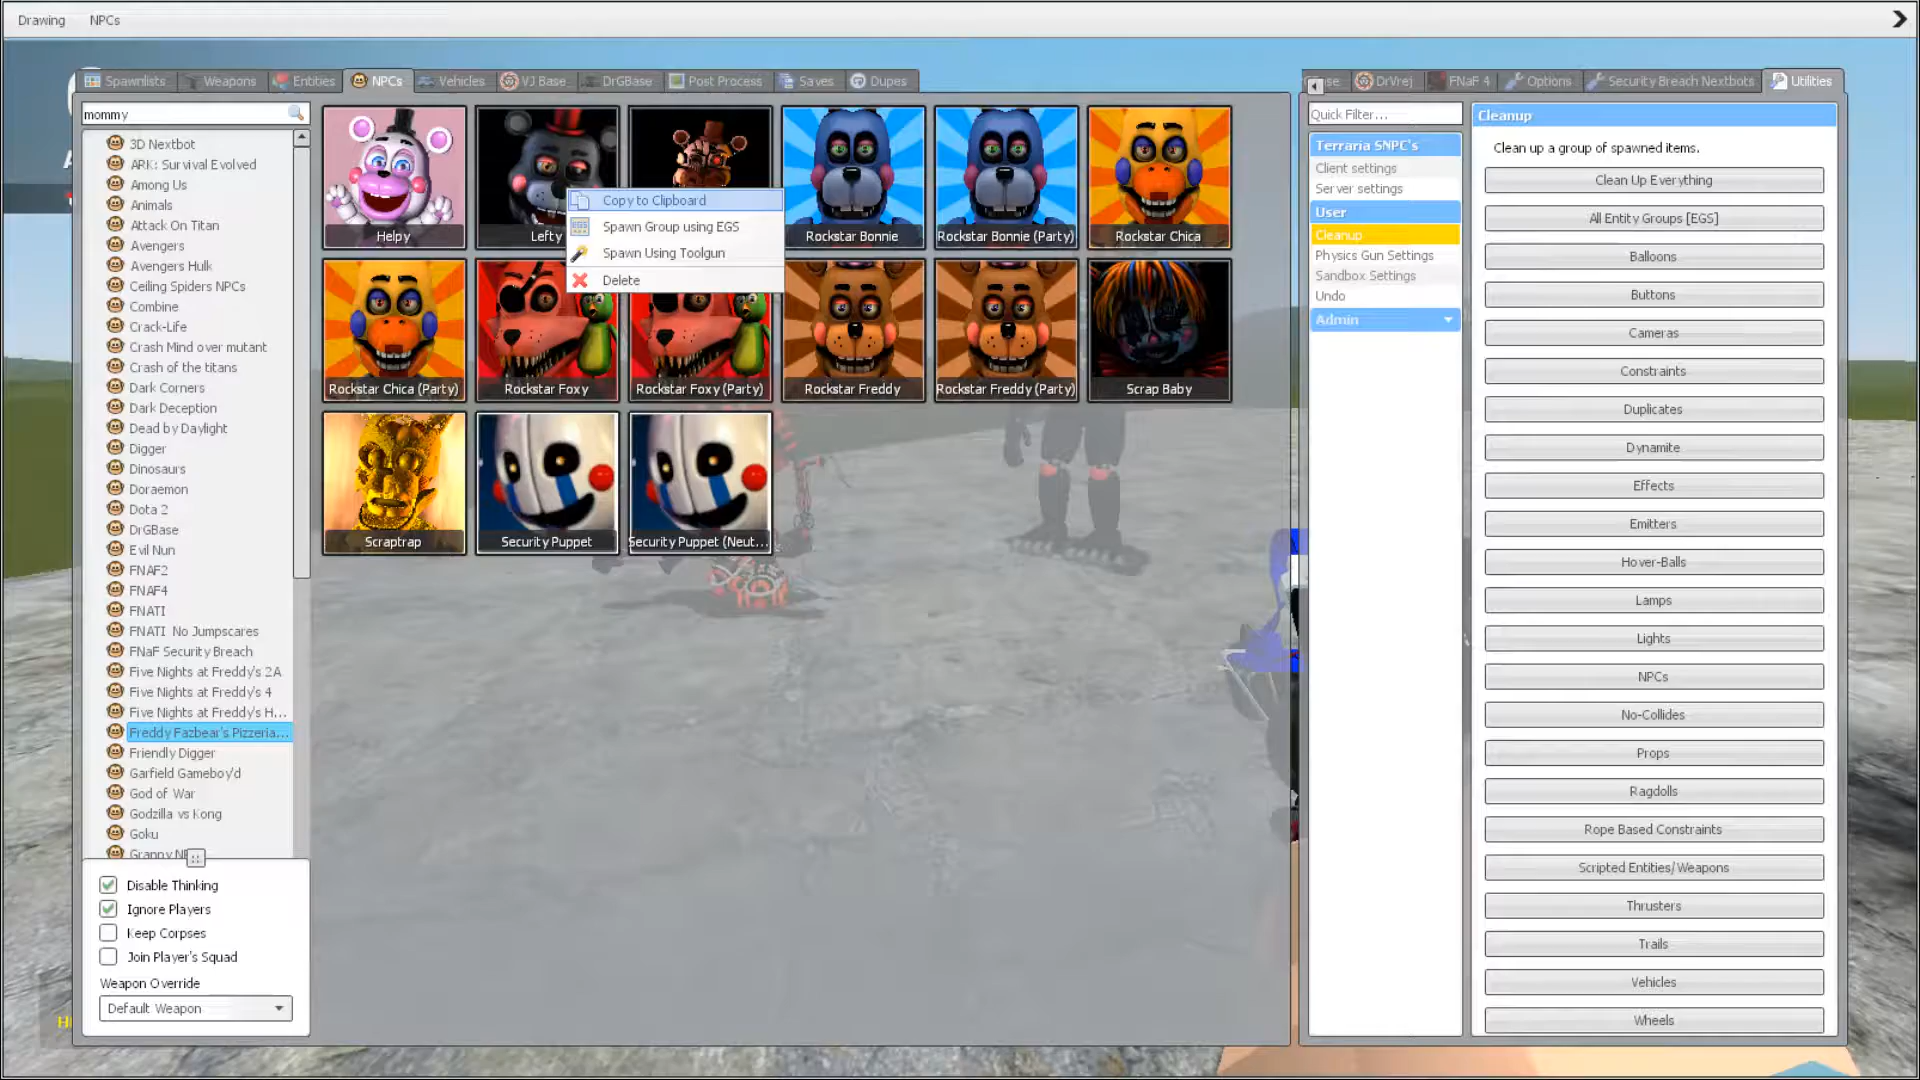 Drawing NPCs
Spawnlists Weapons Entities NPCs Vehicles VJ Base DrGBase Post Process Saves Dupes
DrVrej FNaF 4 Options Security Breach Nextbots Utilities
mommy
3D Nextbot
ARK: Survival Evolved
Among Us
Animals
Attack On Titan
Avengers
Avengers Hulk
Ceiling Spiders NPCs
Combine
Crack-Life
Crash Mind over mutant
Crash of the titans
Dark Corners
Dark Deception
Dead by Daylight
Digger
Dinosaurs
Doraemon
Dota 2
DrGBase
Evil Nun
FNAF2
FNAF4
FNATI
FNATI No Jumpscares
FNaF Security Breach
Five Nights at Freddy's 2A
Five Nights at Freddy's 4
Five Nights at Freddy's H...
Freddy Fazbear's Pizzeria...
Friendly Digger
Garfield Gameboy'd
God of War
Godzilla vs Kong
Goku
Granny
Disable Thinking
Ignore Players
Keep Corpses
Join Player's Squad
Weapon Override
Default Weapon
Helpy
Lefty
Rockstar Bonnie
Rockstar Bonnie (Party)
Rockstar Chica
Copy to Clipboard
Spawn Group using EGS
Spawn Using Toolgun
Delete
Rockstar Chica (Party)
Rockstar Foxy
Rockstar Foxy (Party)
Rockstar Freddy
Rockstar Freddy (Party)
Scrap Baby
Scraptrap
Security Puppet
Security Puppet (Neut...
Quick Filter...
Terraria SNPC's
Client settings
Server settings
User
Cleanup
Physics Gun Settings
Sandbox Settings
Undo
Admin
Cleanup
Clean up a group of spawned items.
Clean Up Everything
All Entity Groups [EGS]
Balloons
Buttons
Cameras
Constraints
Duplicates
Dynamite
Effects
Emitters
Hover-Balls
Lamps
Lights
NPCs
No-Collides
Props
Ragdolls
Rope Based Constraints
Scripted Entities/Weapons
Thrusters
Trails
Vehicles
Wheels